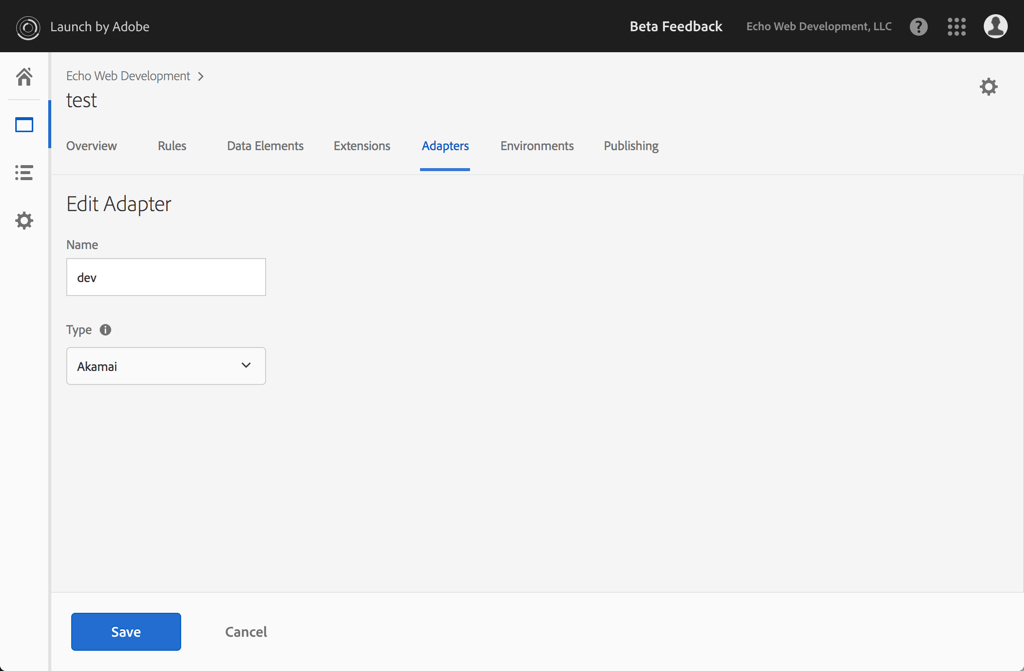 Launch by Adobe
Beta Feedback
Echo Web Development, LLC
?
Echo Web Development >
test
Overview
Rules
Data Elements
Extensions
Adapters
Environments
Publishing
Edit Adapter
Name
dev
Type i
Akamai
Save
Cancel